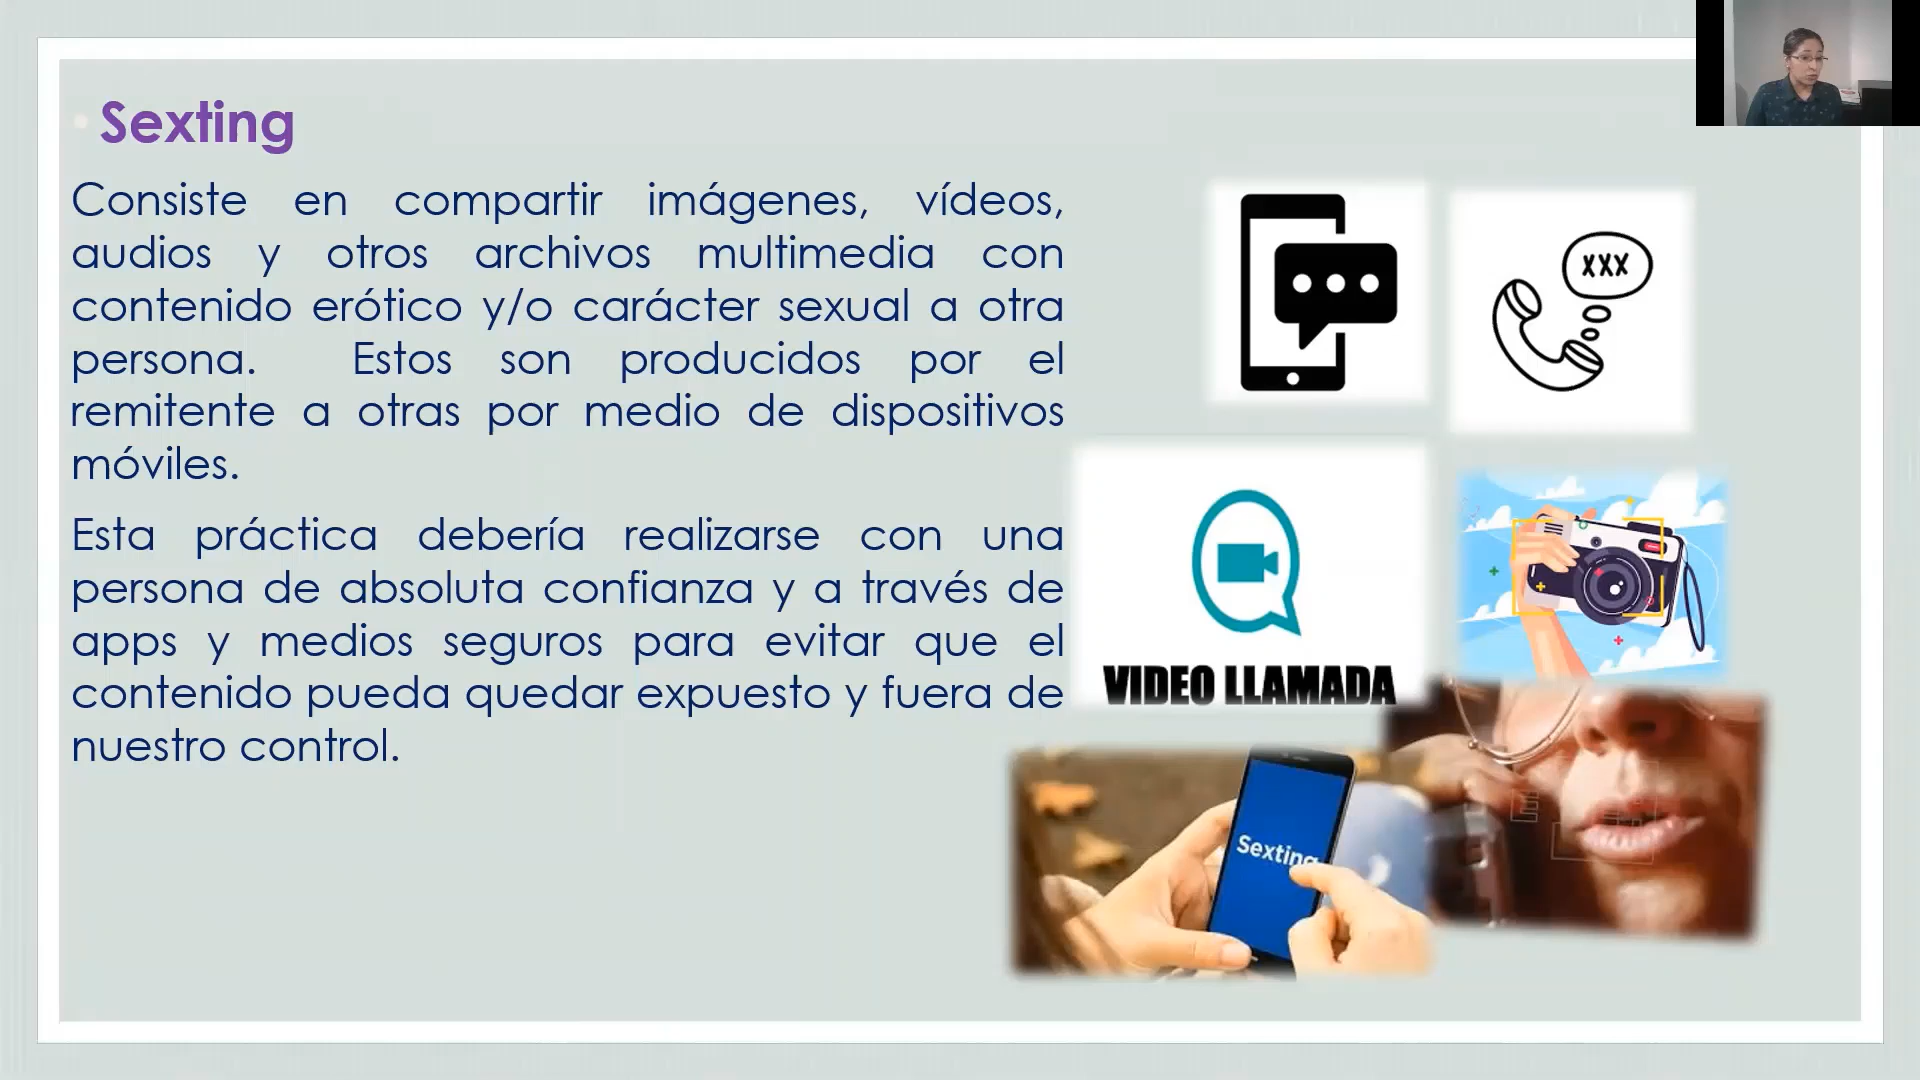 Sexting
Consiste en compartir imágenes, vídeos,
audios y otros archivos multimedia con
contenido erótico y/o carácter sexual a otra
persona. Estos son producidos por el
remitente a otras por medio de dispositivos
móviles.
Esta práctica debería realizarse con una
persona de absoluta confianza y a través de
apps y medios seguros para evitar que el
contenido pueda quedar expuesto y fuera de
nuestro control.
XXX
VIDEO LLAMADA
Sexting